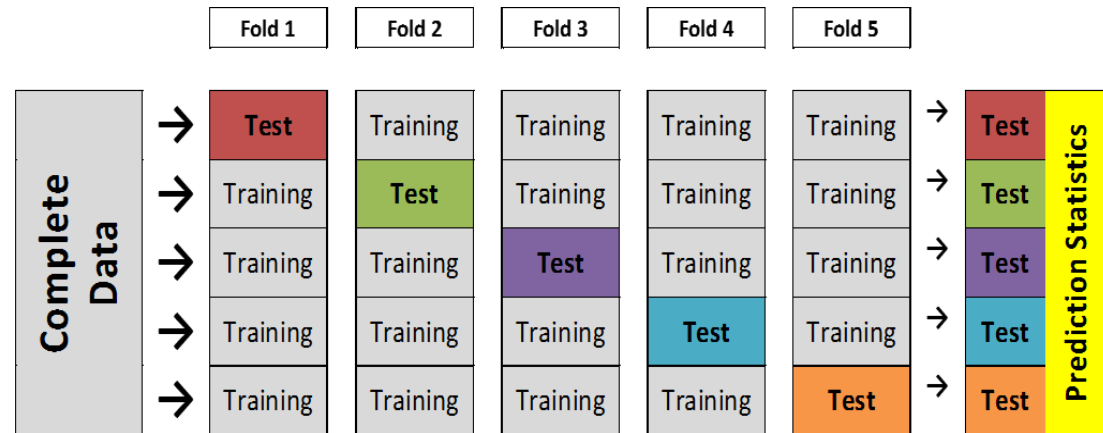 Fold 1 Fold 2 Fold 3 Fold 4 Fold 5
Complete
Data
Test Training Training Training Training Test
Training Test Training Training Training Test
Training Training Test Training Training Test
Training Training Training Test Training Test
Training Training Training Training Test Test
Prediction Statistics